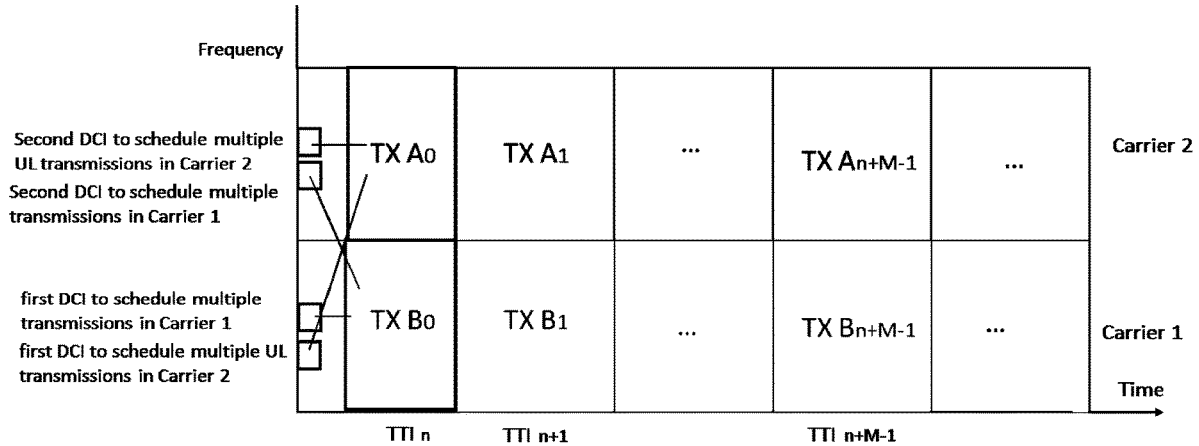 Frequency
Second DCI to schedule multiple
UL transmissions in Carrier 2
Second DCI to schedule multiple
transmissions in Carrier 1
first DCI to schedule multiple
transmissions in Carrier 1
first DCI to schedule multiple UL
transmissions in Carrier 2
TX A0
TX A1
...
TX An+M-1
...
Carrier 2
TX B0
TX B1
...
TX Bn+M-1
...
Carrier 1
Time
TTI n
TTI n+1
TTI n+M-1